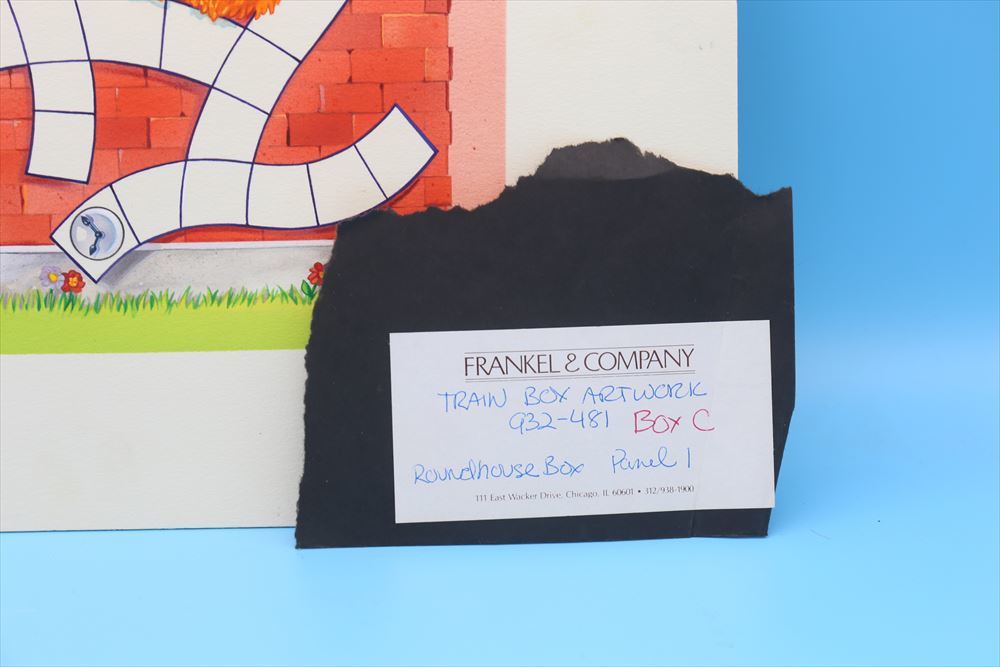 FRANKEL & COMPANY
TRAIN BOX ARTWORK
932-481 Box C
Roundhouse Box Panel 1
111 East Wacker Drive, Chicago, IL 60601 • 312/938-1900